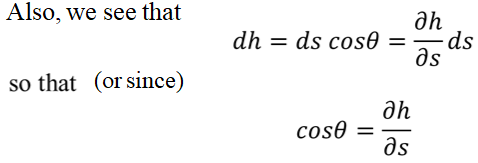 Also, we see that
dh = ds cosθ = ∂h/∂s ds
so that (or since)
cosθ = ∂h/∂s